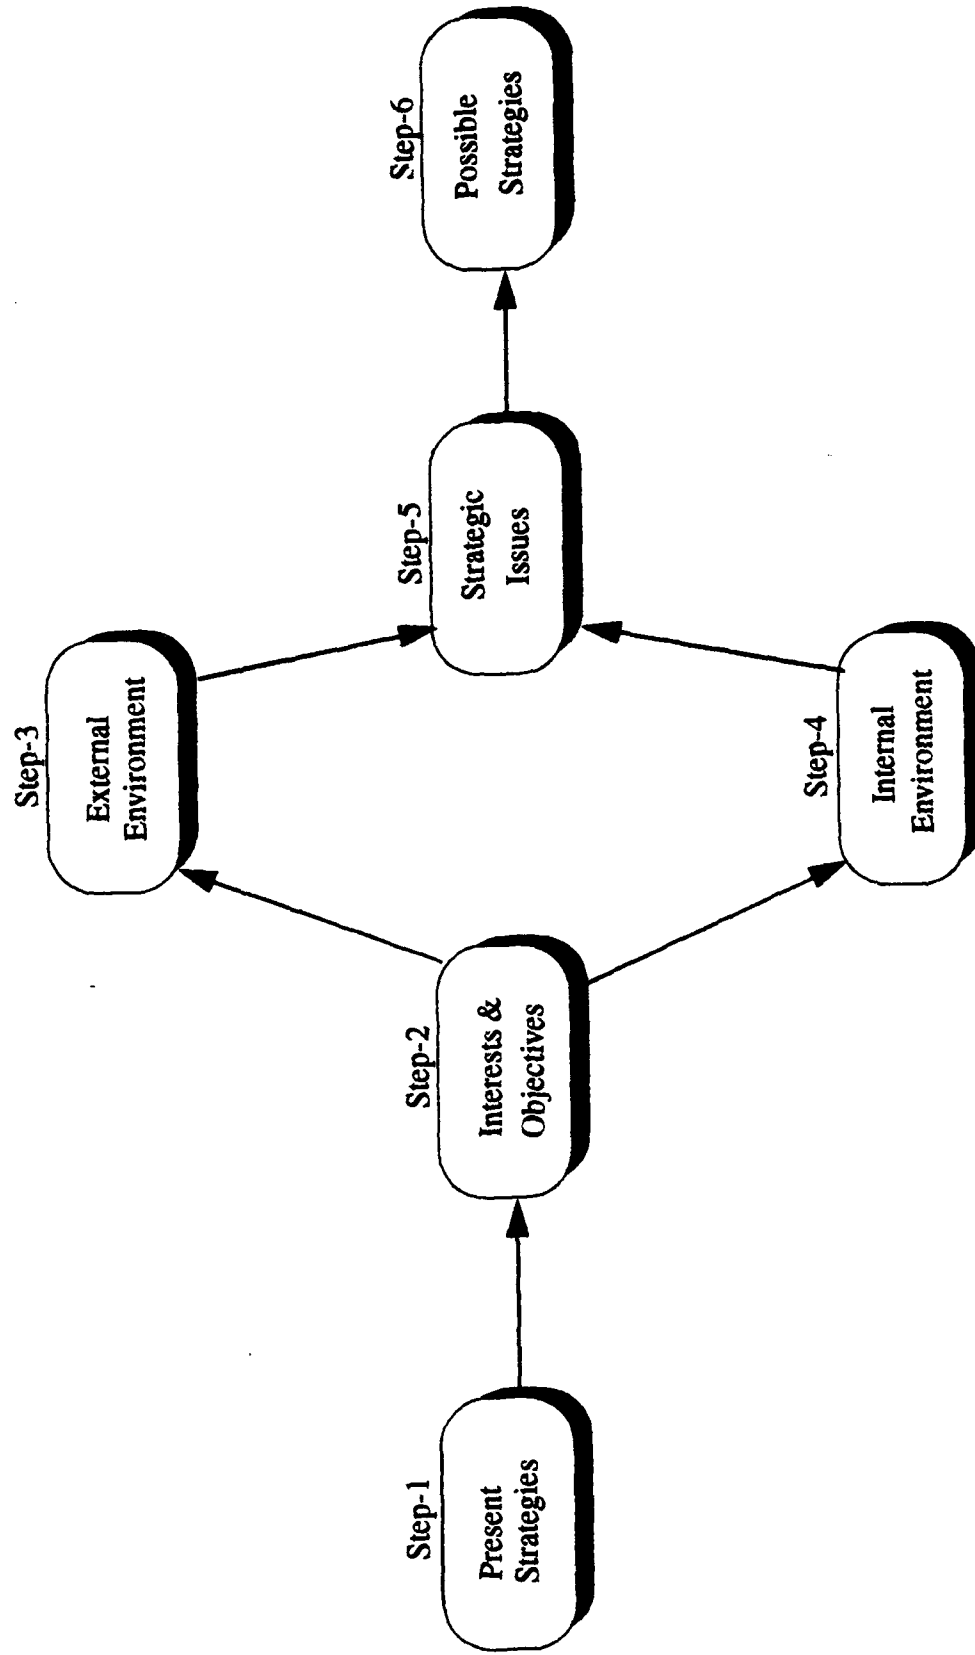 Step-1
Present
Strategies
Step-2
Interests &
Objectives
Step-3
External
Environment
Step-4
Internal
Environment
Step-5
Strategic
Issues
Step-6
Possible
Strategies